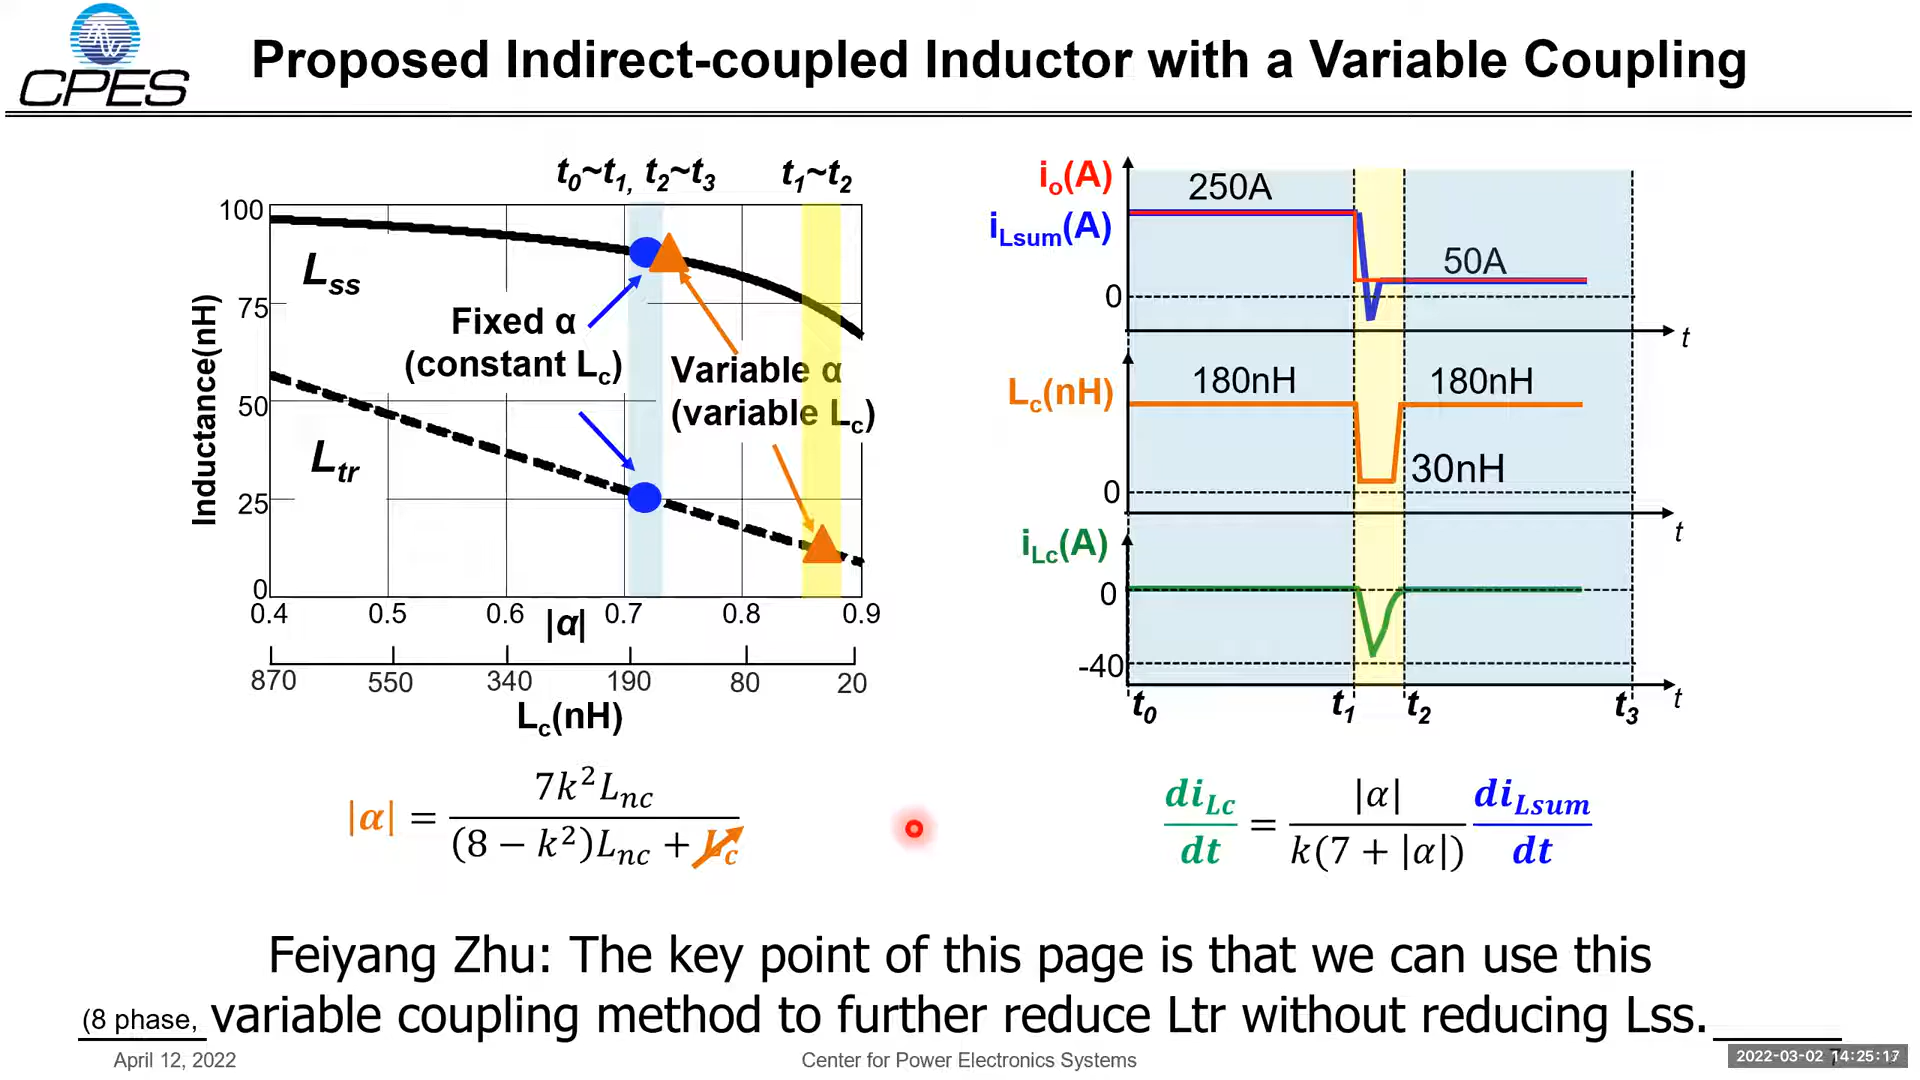 CPES
Proposed Indirect-coupled Inductor with a Variable Coupling
t0~t1, t2~t3
t1~t2
100
75
50
25
0
Inductance(nH)
Lss
Ltr
Fixed α
(constant Lc)
Variable α
(variable Lc)
0.4 0.5 0.6 0.7 0.8 0.9
|α|
870 550 340 190 80 20
Lc(nH)
io(A)
iLsum(A)
250A
50A
0
t
Lc(nH)
180nH
180nH
30nH
0
t
iLc(A)
0
-40
t
t0 t1 t2 t3
|α| = 7k²Lnc / (8 − k²)Lnc + Lc
diLc/dt = |α| / k(7 + |α|) diLsum/dt
Feiyang Zhu: The key point of this page is that we can use this
variable coupling method to further reduce Ltr without reducing Lss.
(8 phase,
April 12, 2022
Center for Power Electronics Systems
2022-03-02 14:25:17